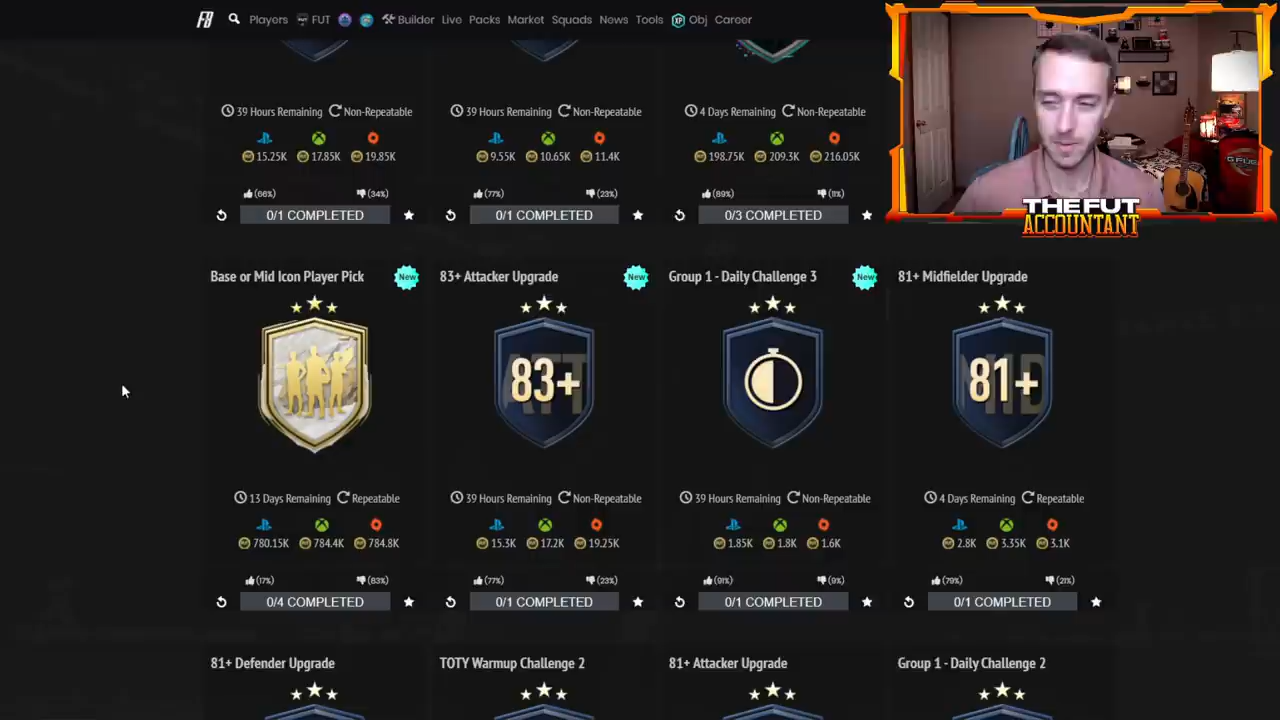 FB Players FUT Builder Live Packs Market Squads News Tools XP Obj Career
39 Hours Remaining Non-Repeatable 39 Hours Remaining Non-Repeatable 4 Days Remaining Non-Repeatable
15.25K 17.85K 19.85K 9.55K 10.65K 11.4K 198.75K 209.3K 216.05K
(66%) (34%) (77%) (23%) (89%) (11%)
0/1 COMPLETED 0/1 COMPLETED 0/3 COMPLETED
THE FUT
ACCOUNTANT
Base or Mid Icon Player Pick New 83+ Attacker Upgrade New Group 1 - Daily Challenge 3 New 81+ Midfielder Upgrade
ATT 83+ MID 81+
13 Days Remaining Repeatable 39 Hours Remaining Non-Repeatable 39 Hours Remaining Non-Repeatable 4 Days Remaining Repeatable
780.15K 784.4K 784.8K 15.3K 17.2K 19.25K 1.85K 1.8K 1.6K 2.8K 3.35K 3.1K
(17%) (83%) (77%) (23%) (91%) (9%) (79%) (21%)
0/4 COMPLETED 0/1 COMPLETED 0/1 COMPLETED 0/1 COMPLETED
81+ Defender Upgrade TOTY Warmup Challenge 2 81+ Attacker Upgrade Group 1 - Daily Challenge 2